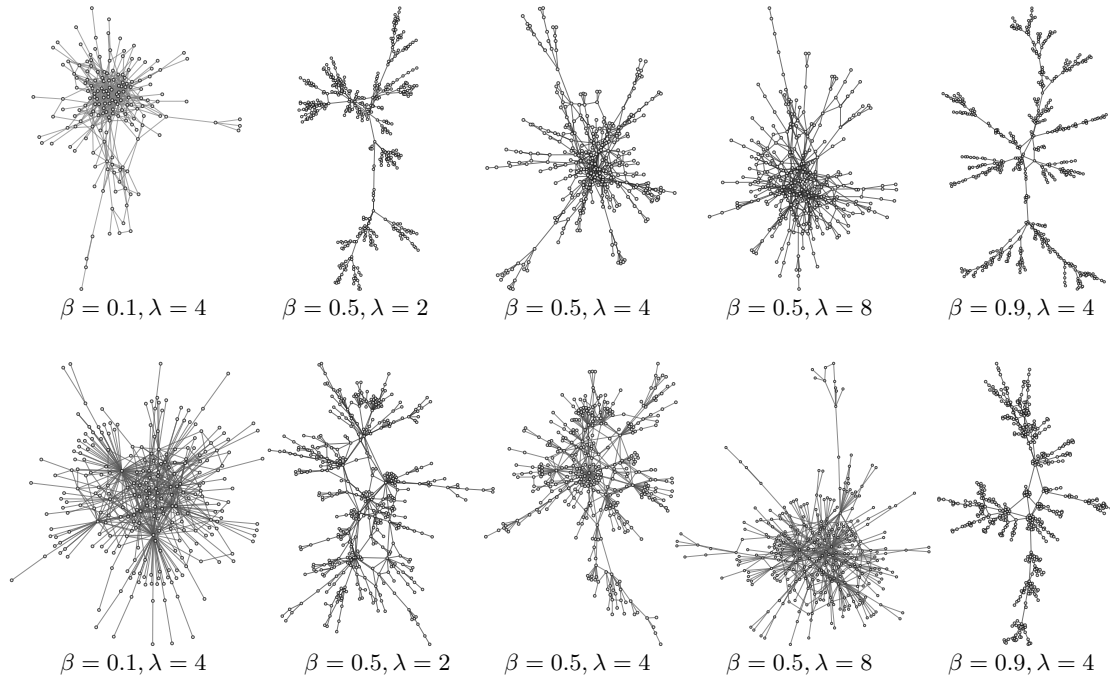 β = 0.1, λ = 4 β = 0.5, λ = 2 β = 0.5, λ = 4 β = 0.5, λ = 8 β = 0.9, λ = 4
β = 0.1, λ = 4 β = 0.5, λ = 2 β = 0.5, λ = 4 β = 0.5, λ = 8 β = 0.9, λ = 4